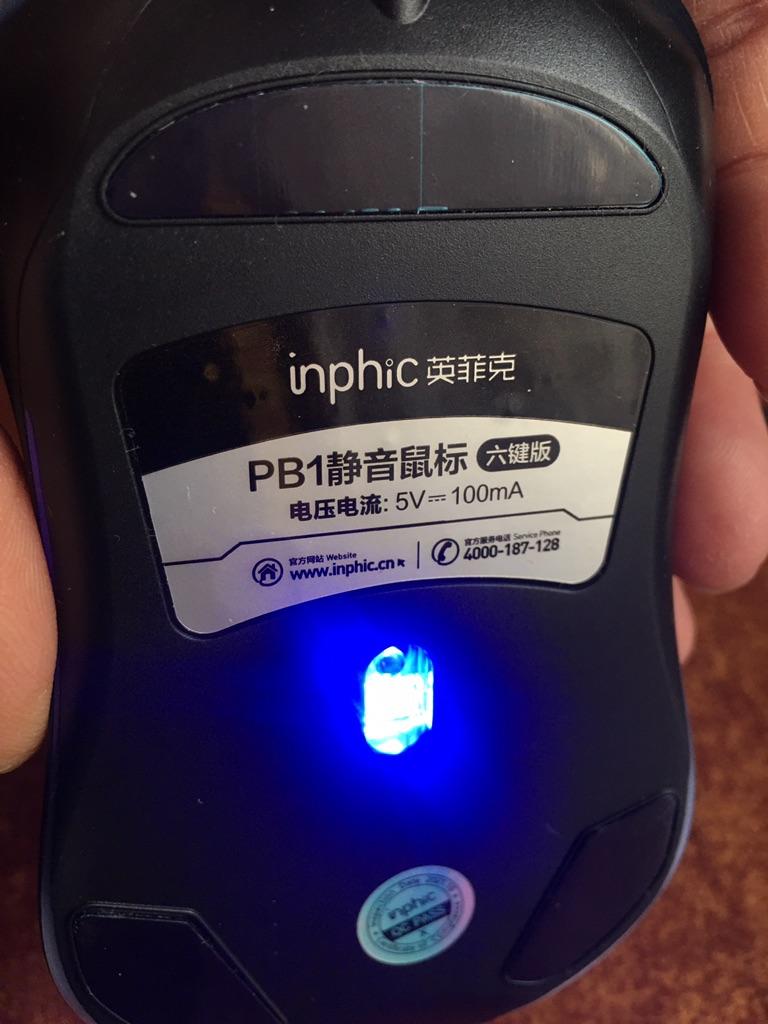 inphic 英菲克
PB1静音鼠标 六键版
电压电流: 5V⎓100mA
官方网站 Website
www.inphic.cn
官方服务电话 Service Phone
4000-187-128
inphic
QC PASS